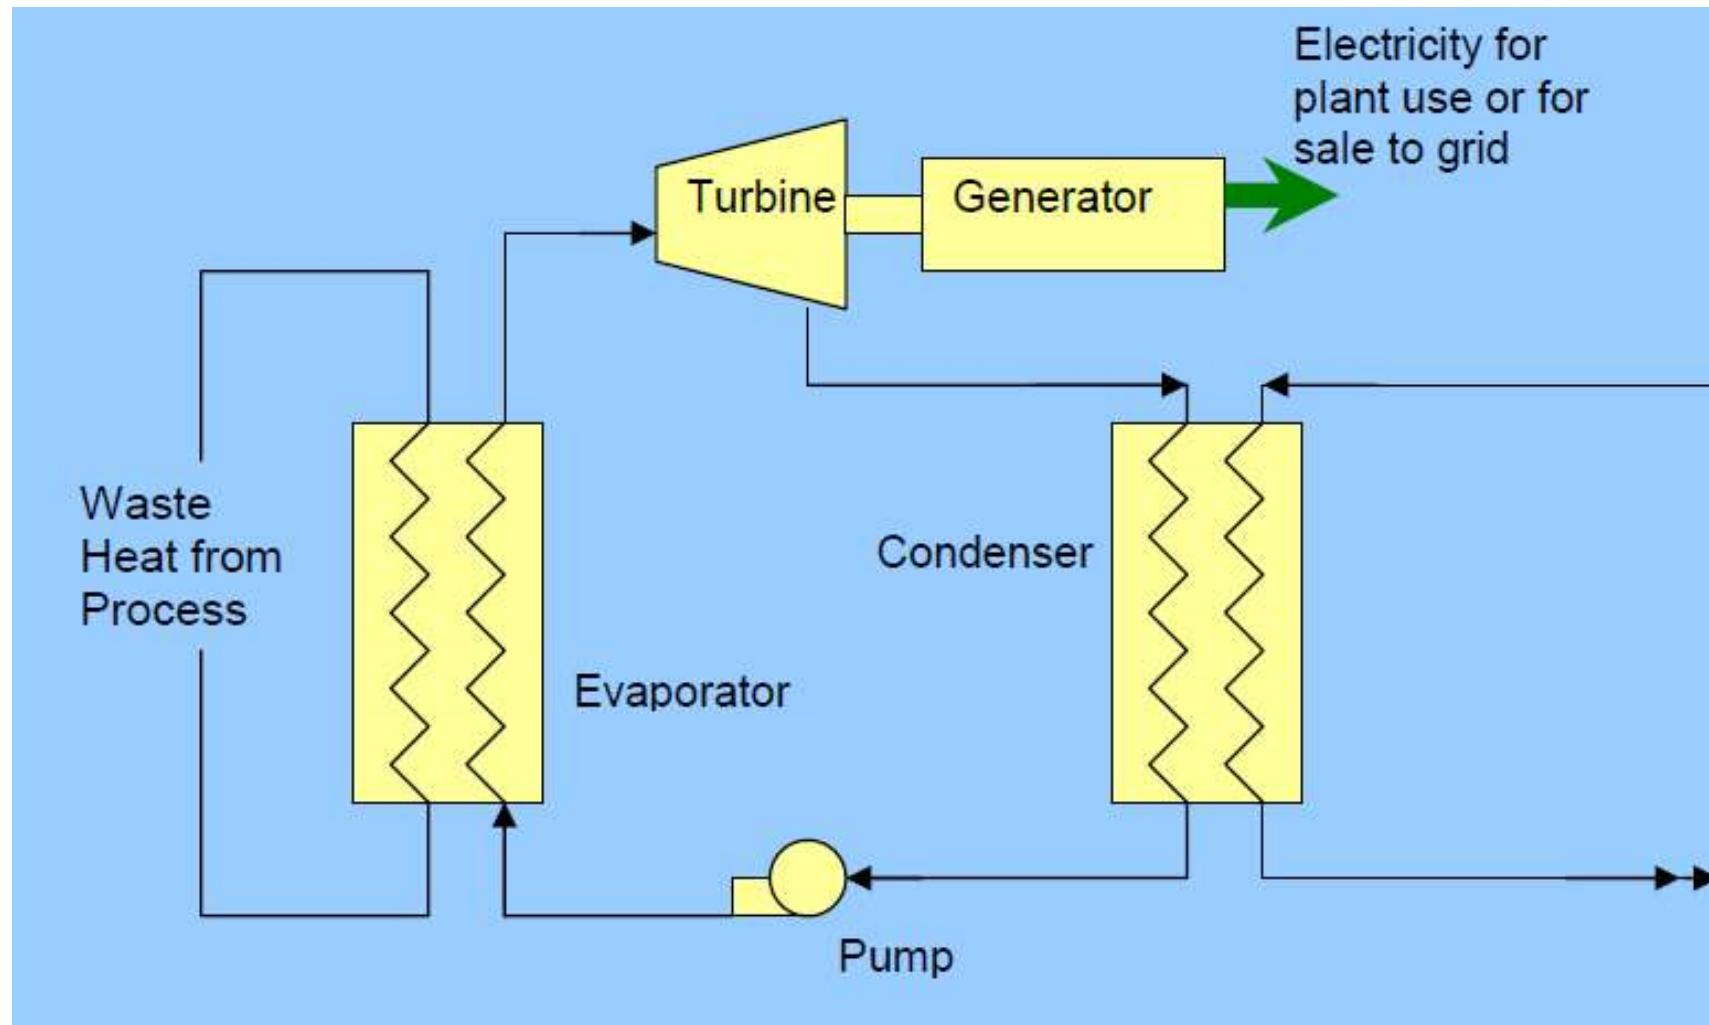 Electricity for
plant use or for
sale to grid
Turbine
Generator
Waste
Heat from
Process
Condenser
Evaporator
Pump